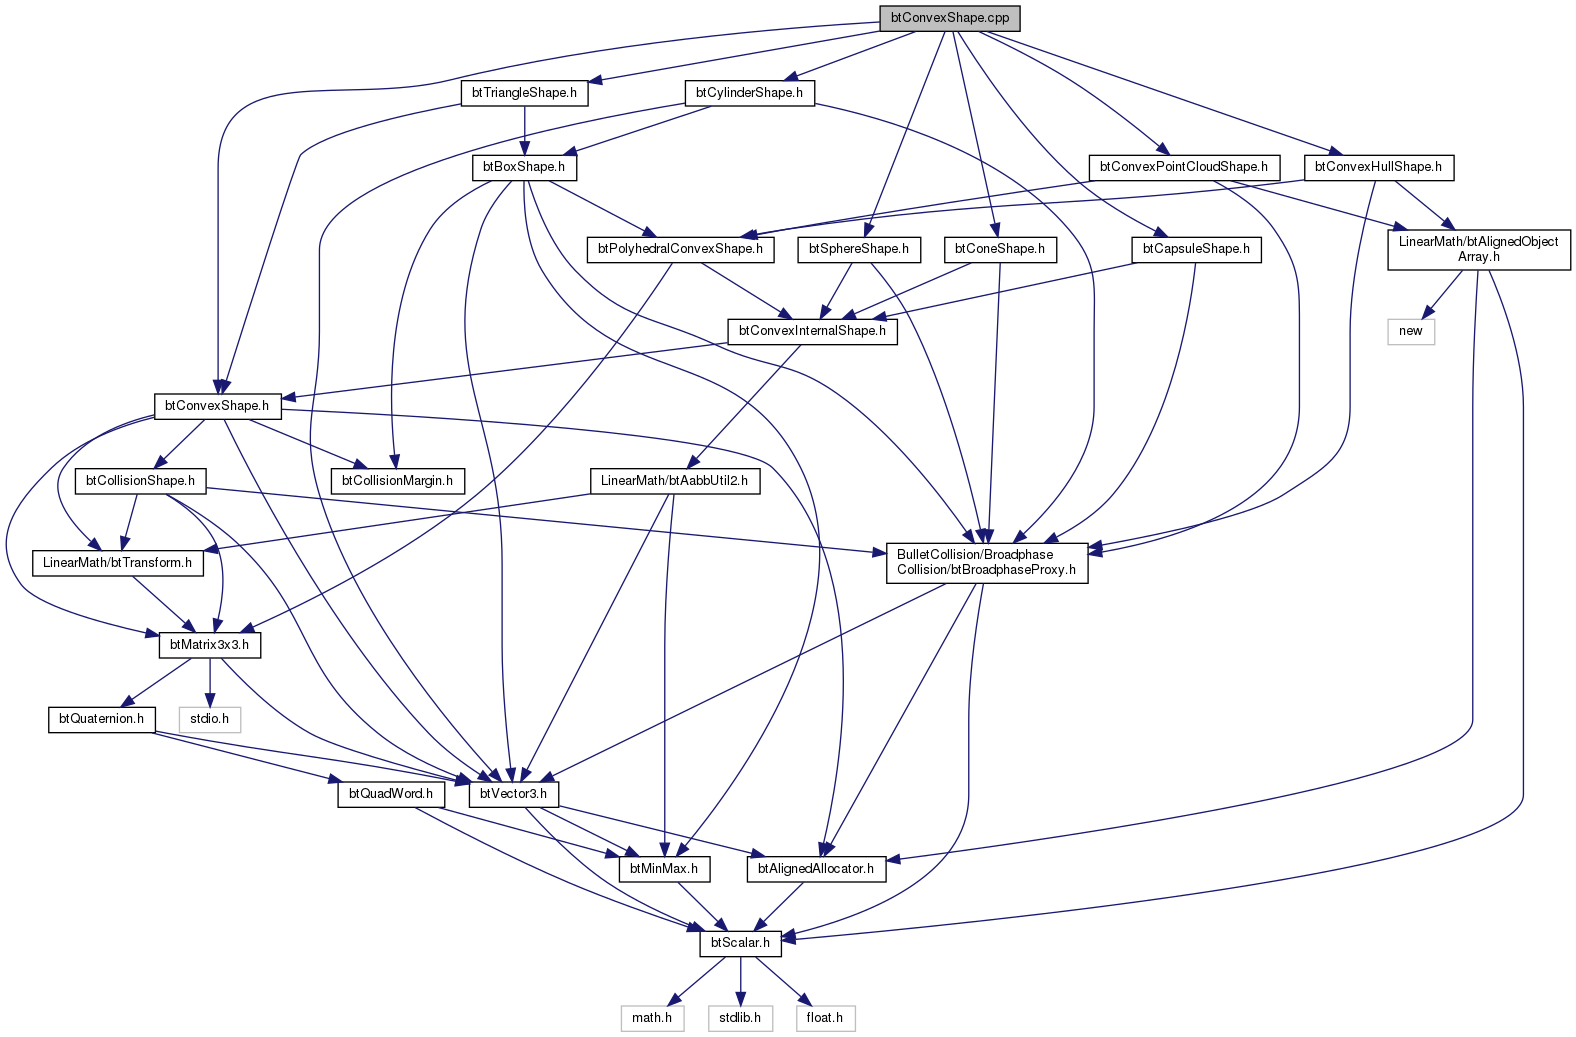 btConvexShape.cpp
btTriangleShape.h
btCylinderShape.h
btBoxShape.h
btConvexPointCloudShape.h
btConvexHullShape.h
btPolyhedralConvexShape.h
btSphereShape.h
btConeShape.h
btCapsuleShape.h
LinearMath/btAlignedObject
Array.h
btConvexInternalShape.h
new
btConvexShape.h
btCollisionShape.h
btCollisionMargin.h
LinearMath/btAabbUtil2.h
LinearMath/btTransform.h
BulletCollision/Broadphase
Collision/btBroadphaseProxy.h
btMatrix3x3.h
btQuaternion.h
stdio.h
btQuadWord.h
btVector3.h
btMinMax.h
btAlignedAllocator.h
btScalar.h
math.h
stdlib.h
float.h